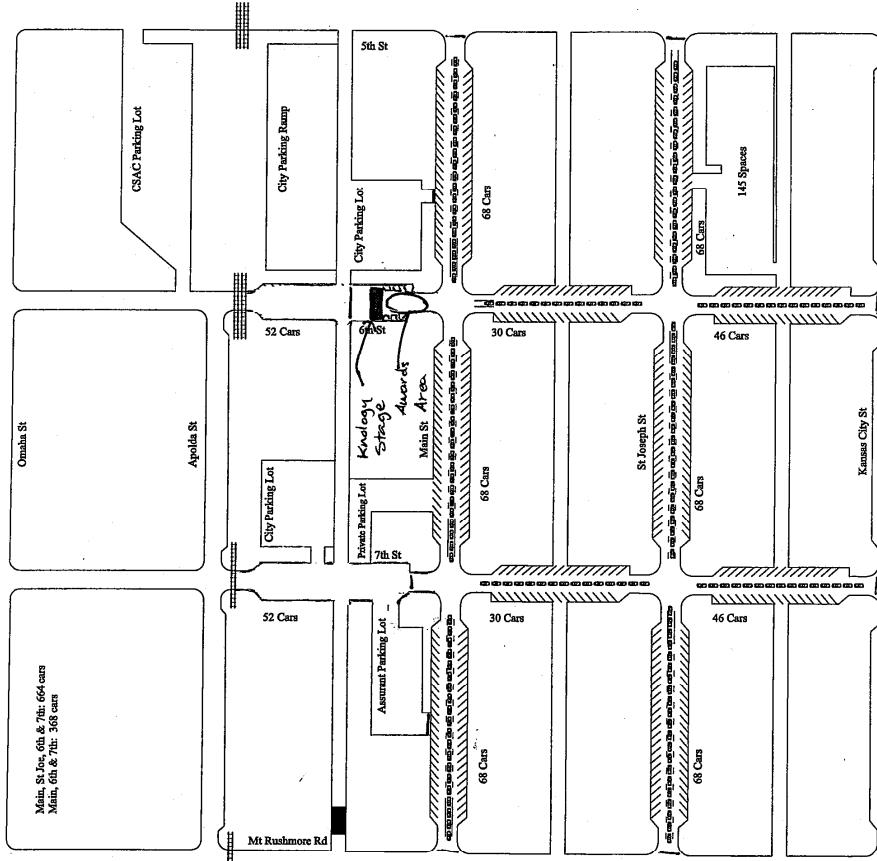 5th St
CSAC Parking Lot
City Parking Ramp
City Parking Lot
68 Cars
145 Spaces
68 Cars
52 Cars
6th St
30 Cars
46 Cars
Knology
Stage
Awards
Area
Omaha St
Apolda St
Main St
St Joseph St
Kansas City St
City Parking Lot
Private Parking Lot
68 Cars
68 Cars
7th St
52 Cars
30 Cars
46 Cars
Assurant Parking Lot
68 Cars
68 Cars
Main, St Joe, 6th & 7th: 664 cars
Main, 6th & 7th: 368 cars
Mt Rushmore Rd